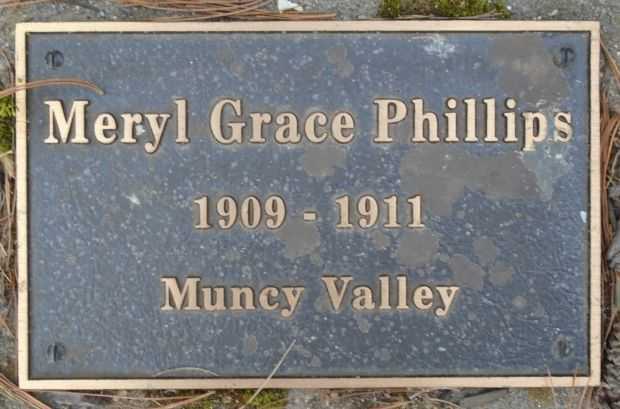 Meryl Grace Phillips
1909 - 1911
Muncy Valley